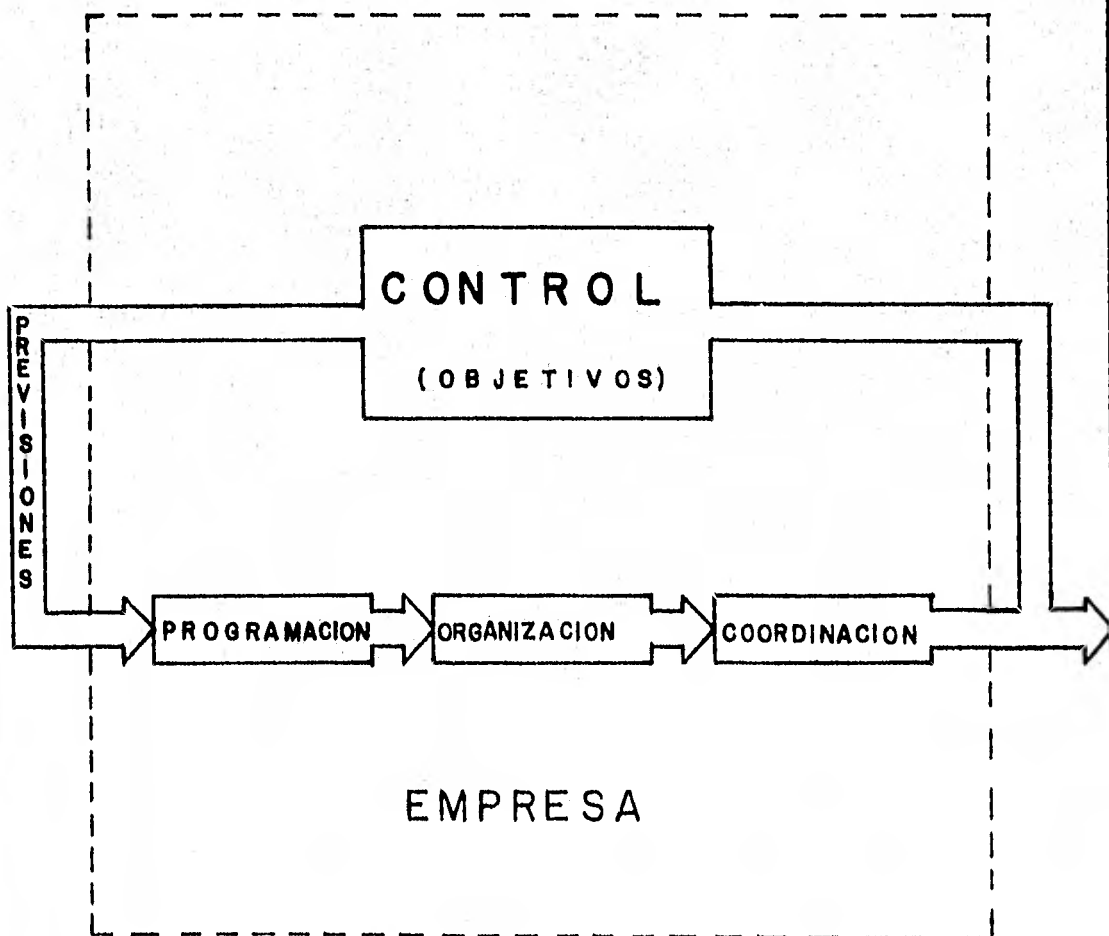 CONTROL
(OBJETIVOS)
PREVISIONES
PROGRAMACION
ORGANIZACION
COORDINACION
EMPRESA